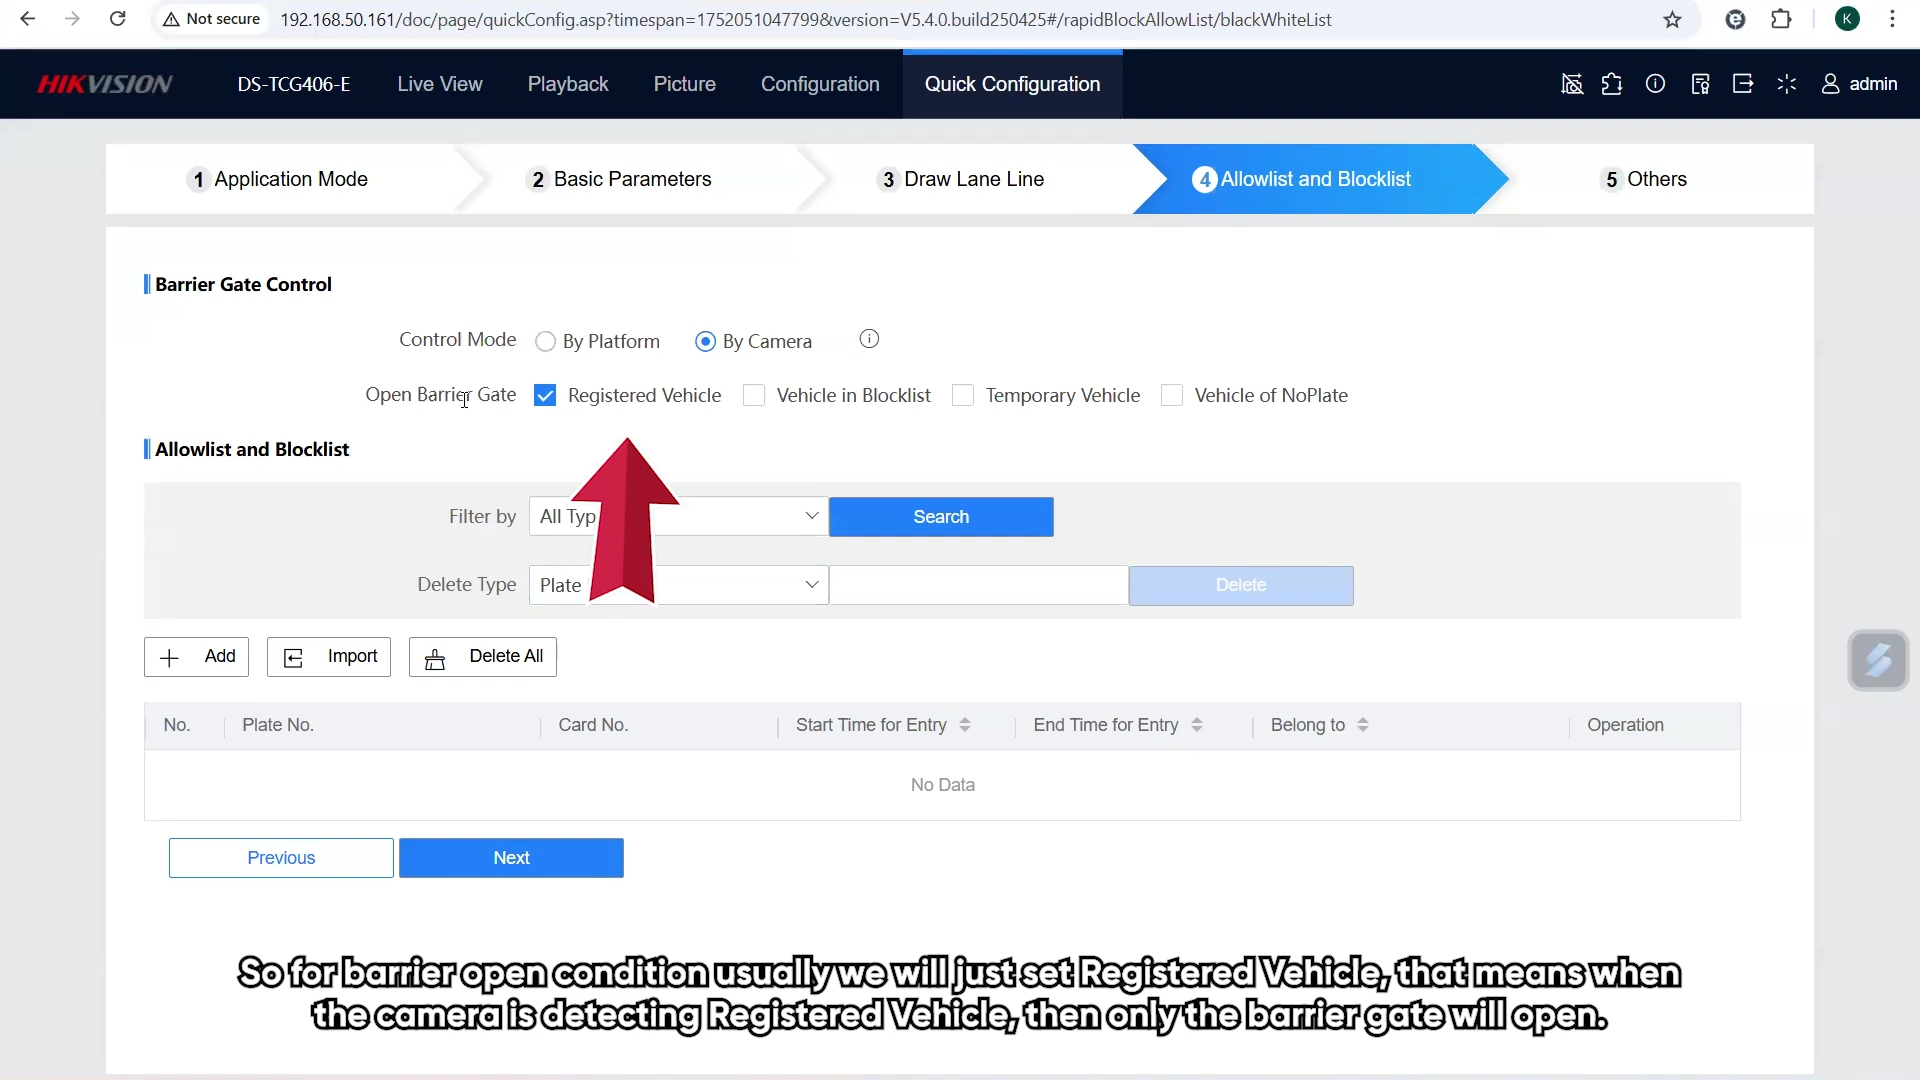 Not secure
192.168.50.161/doc/page/quickConfig.asp?timespan=1752051047799&version=V5.4.0.build250425#/rapidBlockAllowList/blackWhiteList
K
HIKVISION
DS-TCG406-E
Live View
Playback
Picture
Configuration
Quick Configuration
admin
1 Application Mode
2 Basic Parameters
3 Draw Lane Line
4 Allowlist and Blocklist
5 Others
Barrier Gate Control
Control Mode
By Platform
By Camera
Open Barrier Gate
Registered Vehicle
Vehicle in Blocklist
Temporary Vehicle
Vehicle of NoPlate
Allowlist and Blocklist
Filter by
All Typ
Search
Delete Type
Plate
Delete
Add
Import
Delete All
No.
Plate No.
Card No.
Start Time for Entry
End Time for Entry
Belong to
Operation
No Data
Previous
Next
So for barrier open condition usually we will just set Registered Vehicle, that means when
the camera is detecting Registered Vehicle, then only the barrier gate will open.